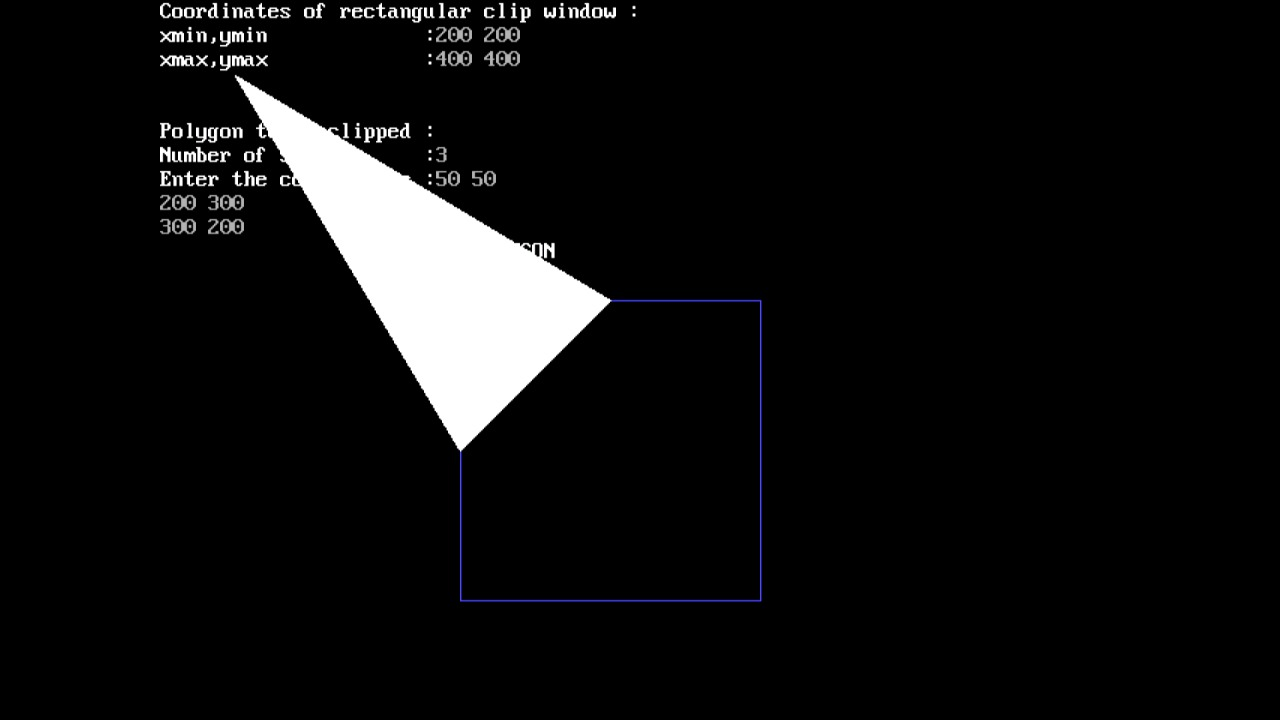 Coordinates of rectangular clip window :
xmin,ymin :200 200
xmax,ymax :400 400
Polygon clipped :
Number of :3
Enter the :50 50
200 300
300 200